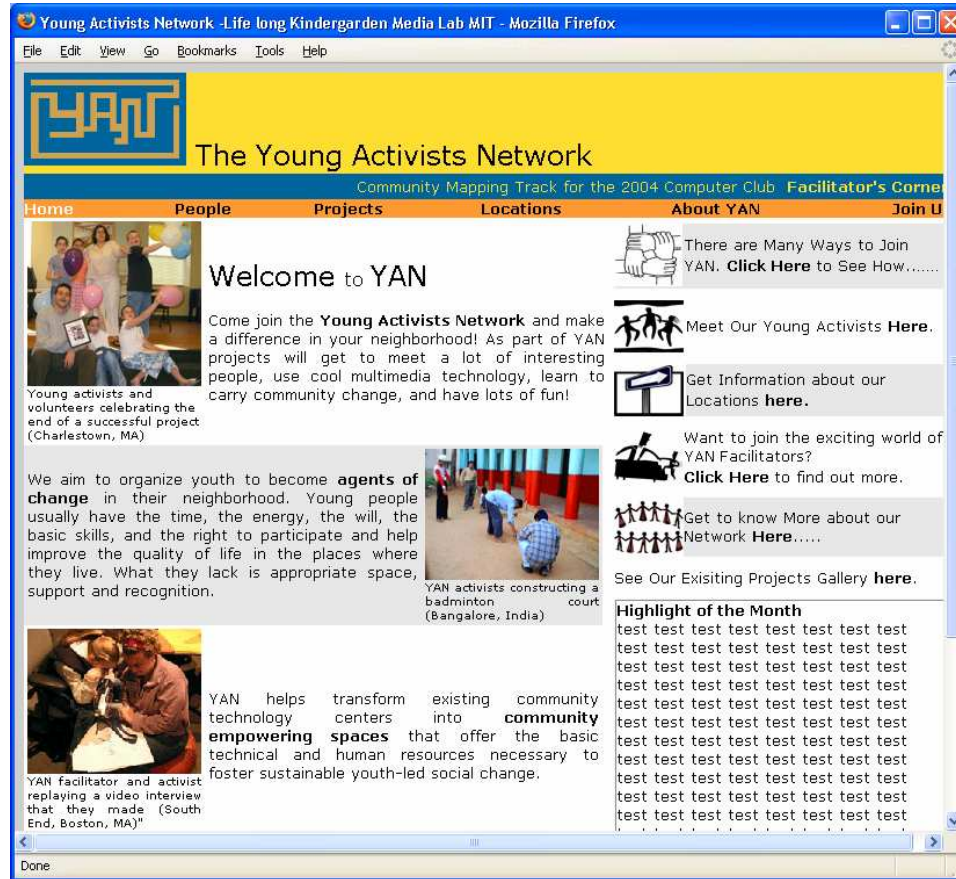 Young Activists Network -Life long Kindergarden Media Lab MIT - Mozilla Firefox
File Edit View Go Bookmarks Tools Help
YAN
The Young Activists Network
Community Mapping Track for the 2004 Computer Club Facilitator's Corner
Home People Projects Locations About YAN Join U
Young activists and
volunteers celebrating the
end of a successful project
(Charlestown, MA)
Welcome to YAN
Come join the Young Activists Network and make
a difference in your neighborhood! As part of YAN
projects will get to meet a lot of interesting
people, use cool multimedia technology, learn to
carry community change, and have lots of fun!
We aim to organize youth to become agents of
change in their neighborhood. Young people
usually have the time, the energy, the will, the
basic skills, and the right to participate and help
improve the quality of life in the places where
they live. What they lack is appropriate space,
support and recognition.
YAN activists constructing a
badminton court
(Bangalore, India)
YAN facilitator and activist
replaying a video interview
that they made (South
End, Boston, MA)"
YAN helps transform existing community
technology centers into community
empowering spaces that offer the basic
technical and human resources necessary to
foster sustainable youth-led social change.
There are Many Ways to Join
YAN. Click Here to See How.......
Meet Our Young Activists Here.
Get Information about our
Locations here.
Want to join the exciting world of
YAN Facilitators?
Click Here to find out more.
Get to know More about our
Network Here.....
See Our Exisiting Projects Gallery here.
Highlight of the Month
test test test test test test test test
test test test test test test test test
test test test test test test test test
test test test test test test test test
test test test test test test test test
test test test test test test test test
test test test test test test test test
test test test test test test test test
test test test test test test test test
test test test test test test test test
test test test test test test test test
Done